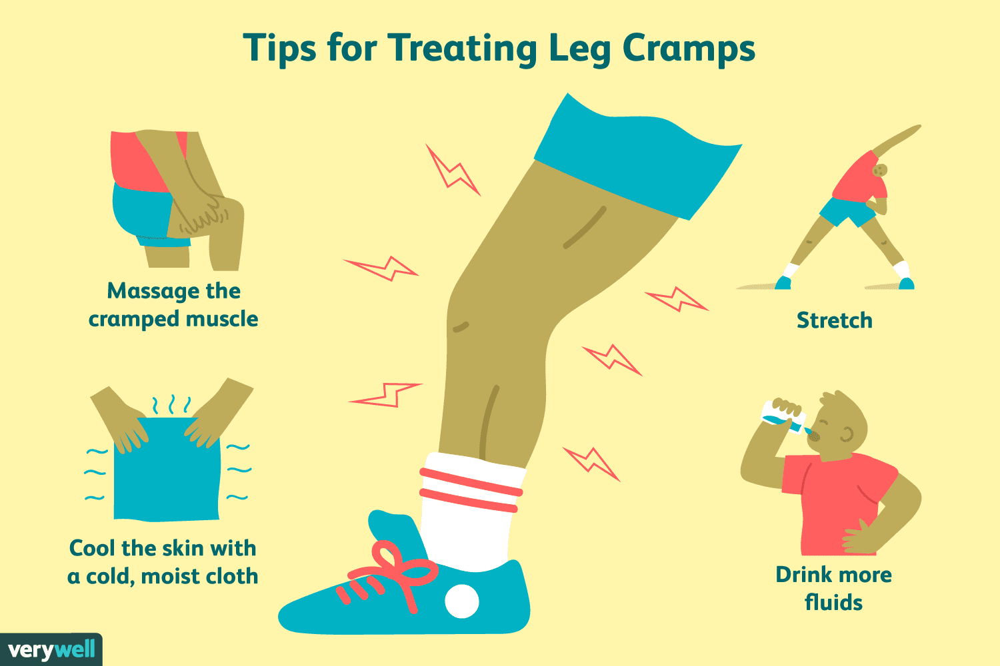 Tips for Treating Leg Cramps
Massage the
cramped muscle
Stretch
Cool the skin with
a cold, moist cloth
Drink more
fluids
verywell